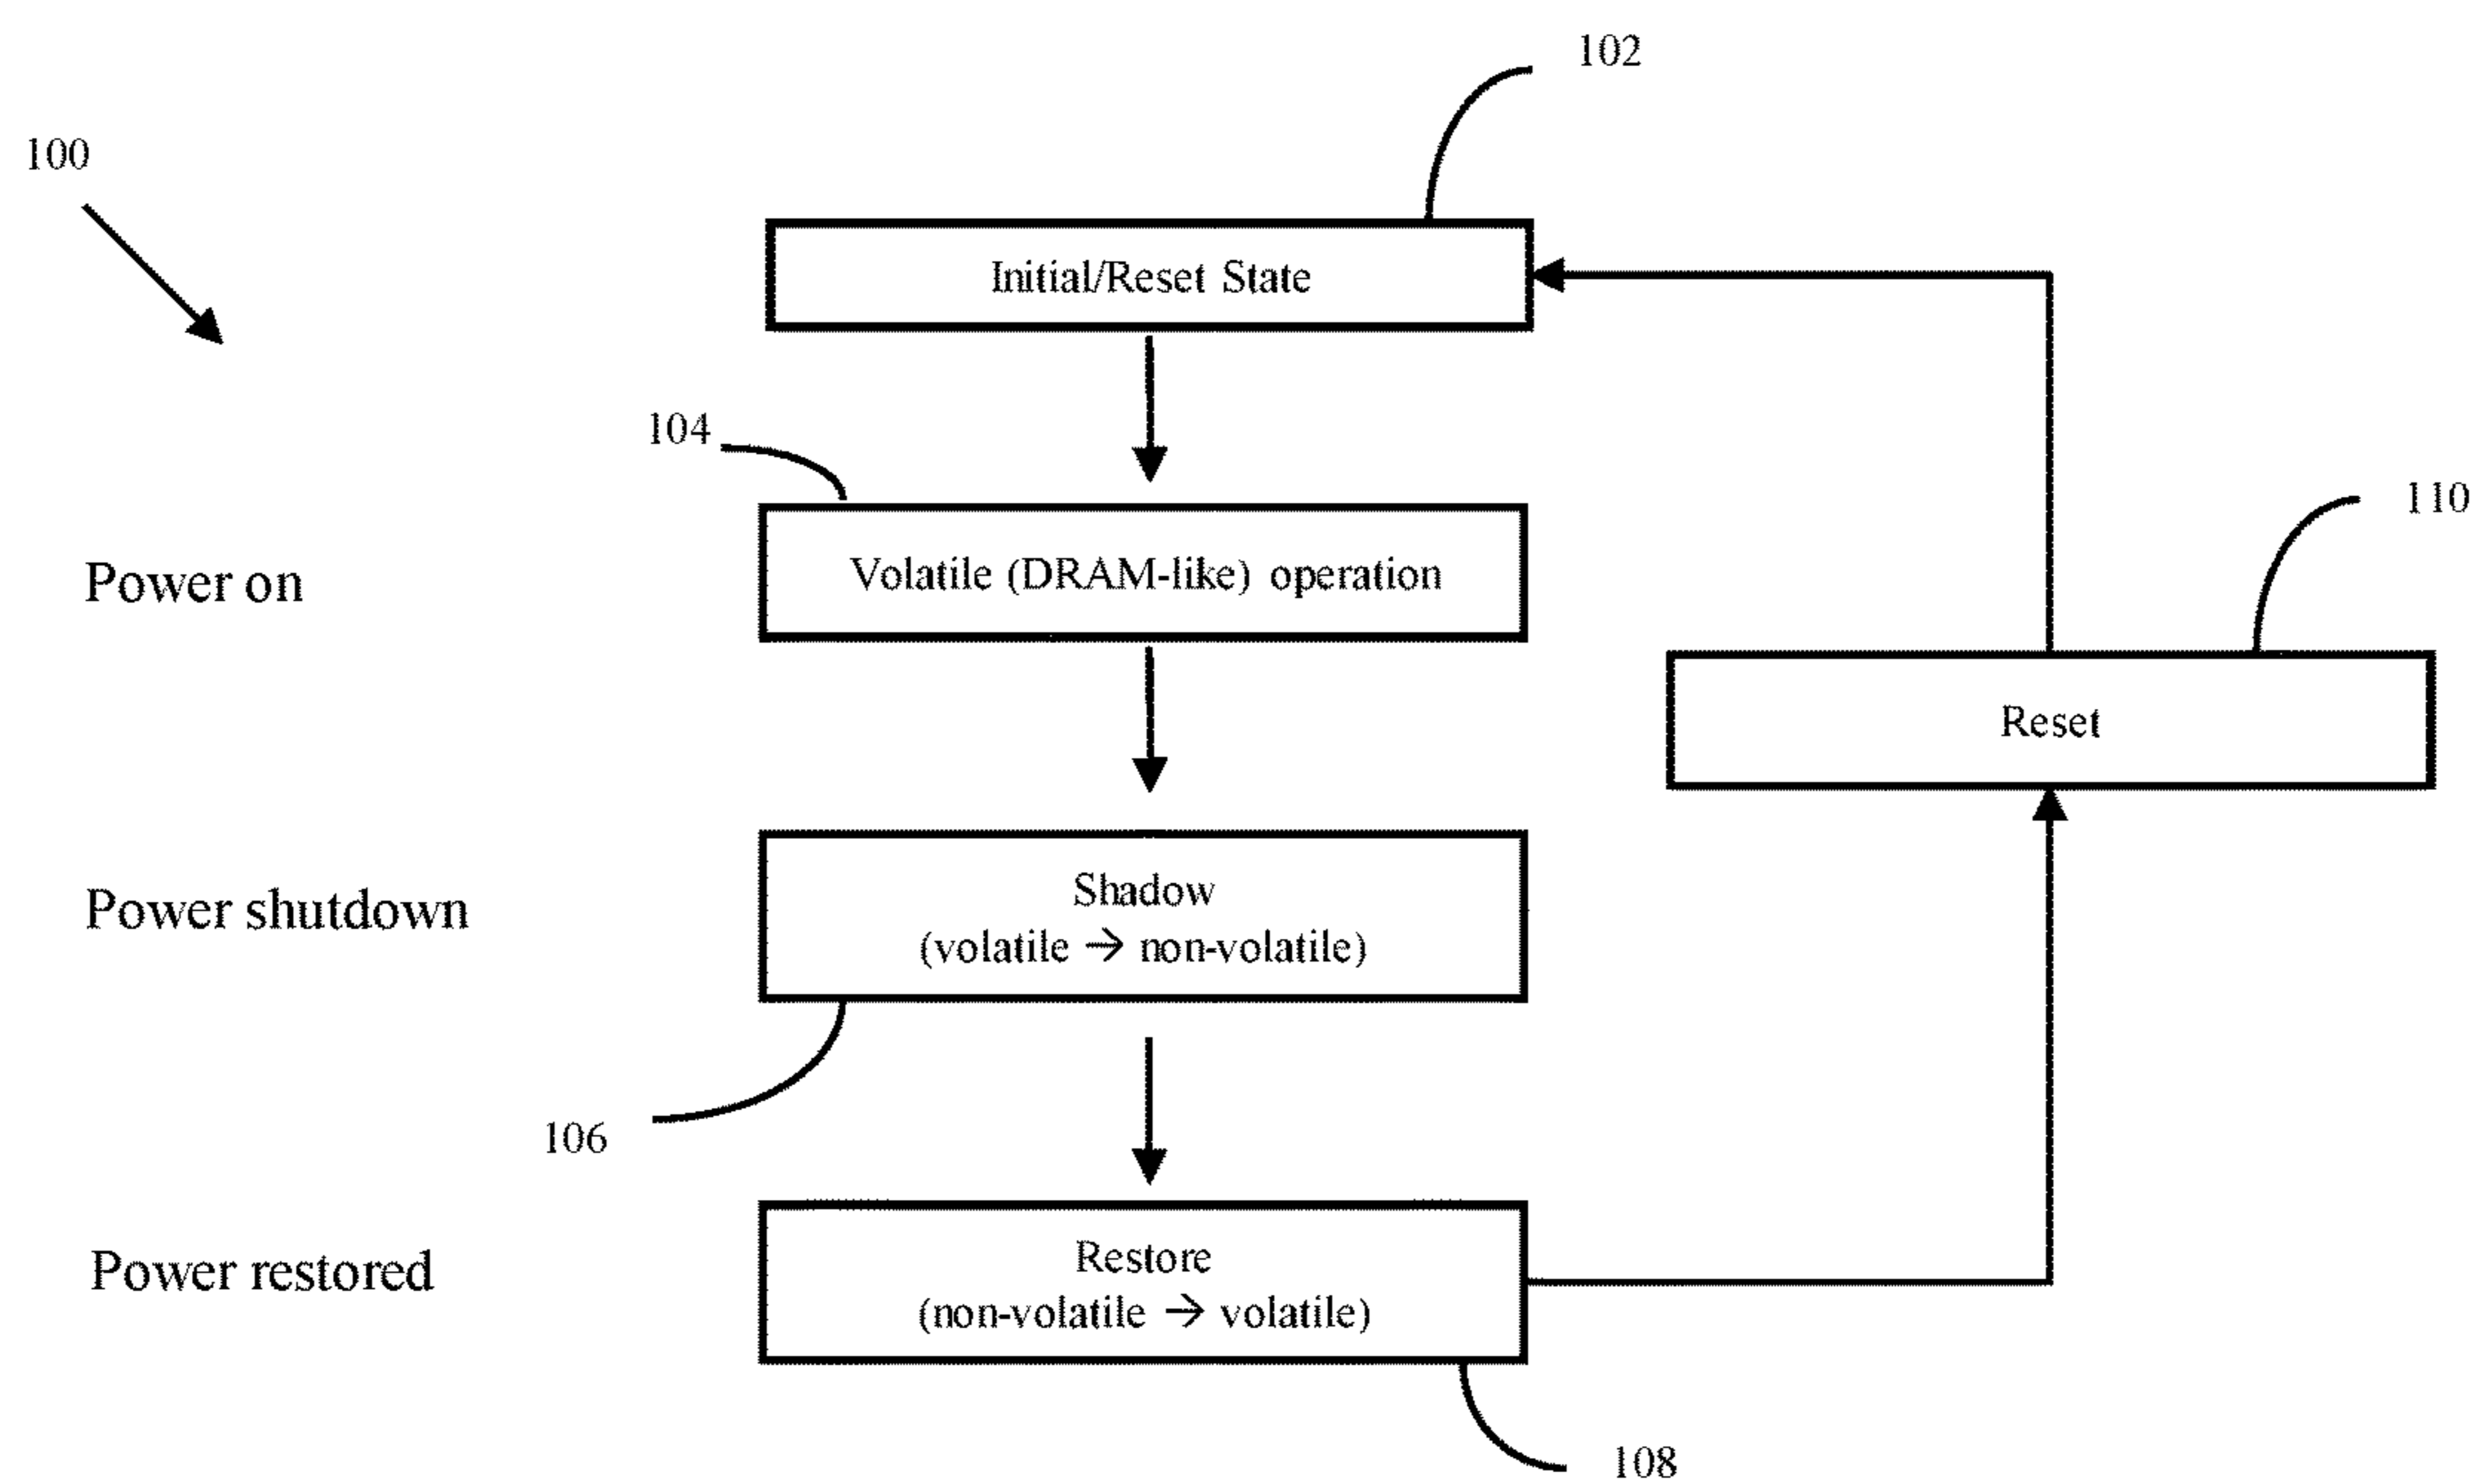 102
100
Initial/Reset State
104
110
Power on
Volatile (DRAM-like) operation
Reset
Power shutdown
Shadow
(volatile → non-volatile)
106
Power restored
Restore
(non-volatile → volatile)
108